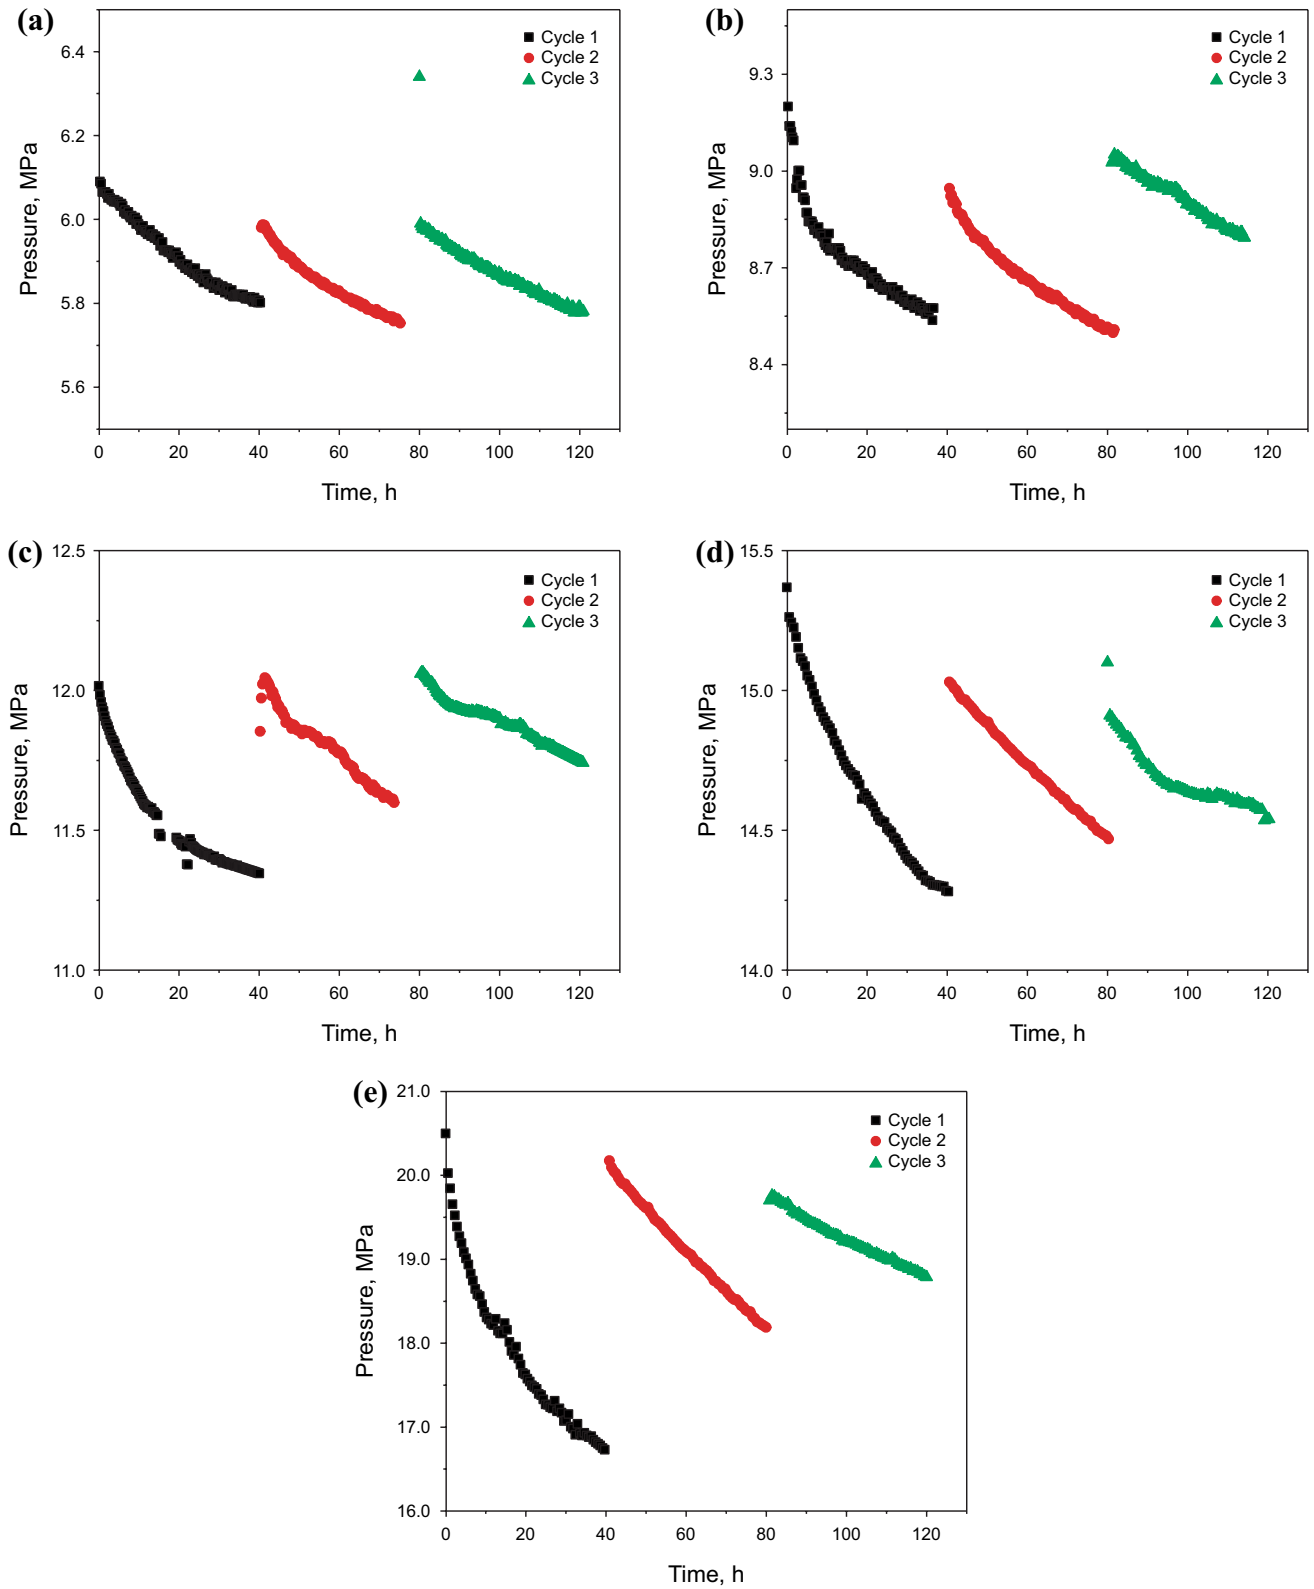 (a)
6.4
6.2
6.0
5.8
5.6
Pressure, MPa
Cycle 1
Cycle 2
Cycle 3
0 20 40 60 80 100 120
Time, h
(b)
9.3
9.0
8.7
8.4
Pressure, MPa
Cycle 1
Cycle 2
Cycle 3
0 20 40 60 80 100 120
Time, h
(c)
12.5
12.0
11.5
11.0
Pressure, MPa
Cycle 1
Cycle 2
Cycle 3
0 20 40 60 80 100 120
Time, h
(d)
15.5
15.0
14.5
14.0
Pressure, MPa
Cycle 1
Cycle 2
Cycle 3
0 20 40 60 80 100 120
Time, h
(e)
21.0
20.0
19.0
18.0
17.0
16.0
Pressure, MPa
Cycle 1
Cycle 2
Cycle 3
0 20 40 60 80 100 120
Time, h